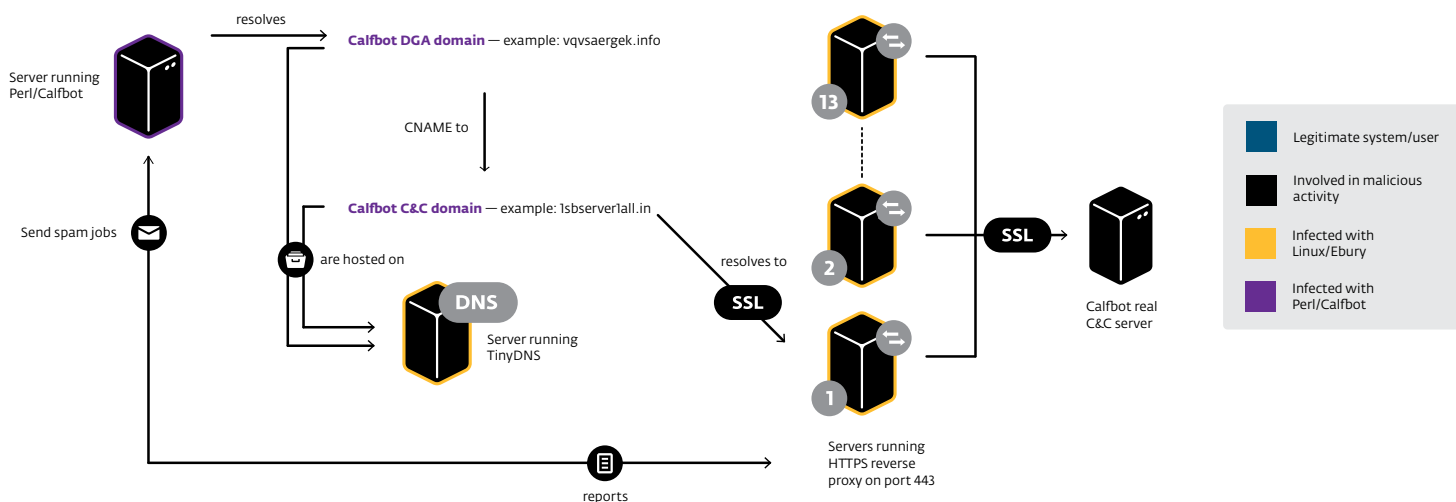 resolves
Server running
Perl/Calfbot
Calfbot DGA domain — example: vqvsaergek.info
CNAME to
Calfbot C&C domain — example: 1sbserver1all.in
Send spam jobs
are hosted on
DNS
Server running
TinyDNS
resolves to
SSL
13
2
1
Servers running
HTTPS reverse
proxy on port 443
reports
SSL
Calfbot real
C&C server
Legitimate system/user
Involved in malicious
activity
Infected with
Linux/Ebury
Infected with
Perl/Calfbot